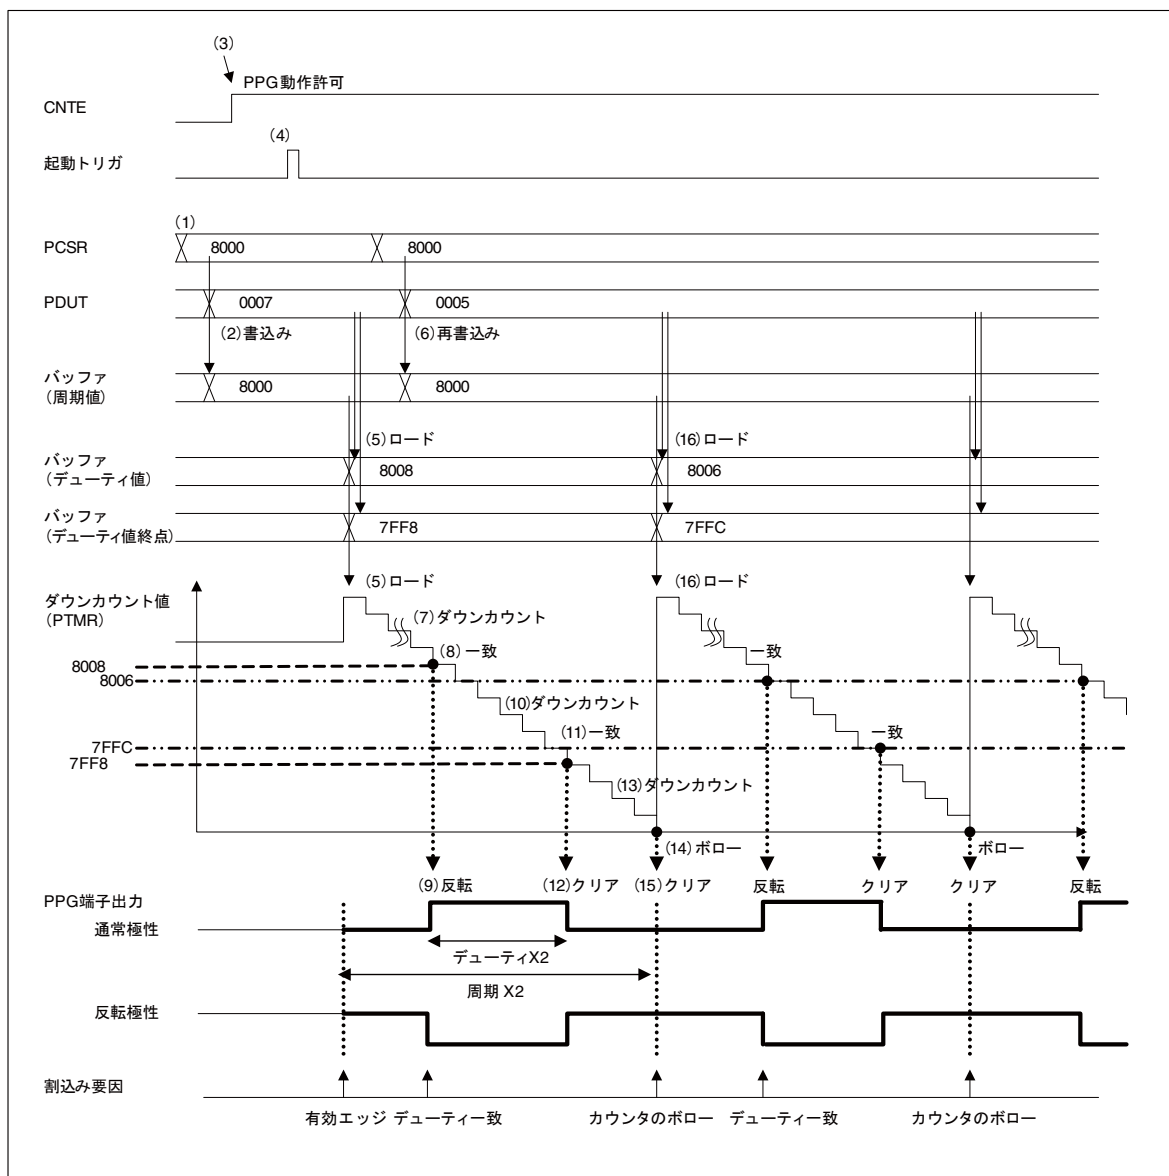 (3)
PPG動作許可
CNTE
(4)
起動トリガ
(1)
PCSR 8000 8000
PDUT 0007 0005
(2)書込み (6)再書込み
バッファ
(周期値) 8000 8000
(5)ロード (16)ロード
バッファ
(デューティ値) 8008 8006
バッファ
(デューティ値終点) 7FF8 7FFC
(5)ロード (16)ロード
ダウンカウント値
(PTMR)
(7)ダウンカウント
(8)一致 一致
8008
8006
(10)ダウンカウント
(11)一致 一致
7FFC
7FF8
(13)ダウンカウント
(14)ボロー ボロー
(9)反転 (12)クリア (15)クリア 反転 クリア クリア 反転
PPG端子出力
通常極性
デューティX2
周期 X2
反転極性
割込み要因
有効エッジ デューティ一致 カウンタのボロー デューティ一致 カウンタのボロー